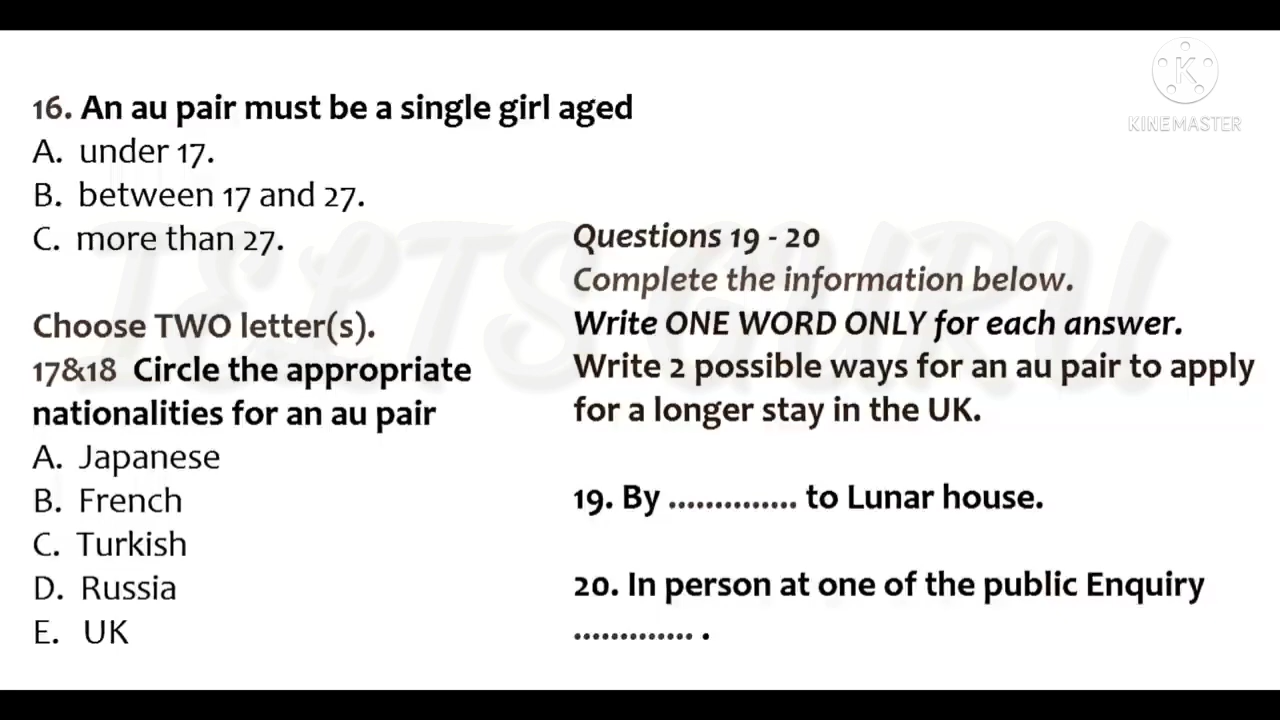 16. An au pair must be a single girl aged
A. under 17.
B. between 17 and 27.
C. more than 27.
Choose TWO letter(s).
17&18 Circle the appropriate
nationalities for an au pair
A. Japanese
B. French
C. Turkish
D. Russia
E. UK
Questions 19 - 20
Complete the information below.
Write ONE WORD ONLY for each answer.
Write 2 possible ways for an au pair to apply
for a longer stay in the UK.
19. By .............. to Lunar house.
20. In person at one of the public Enquiry
............. .
K
KINEMASTER
IELTS GURU